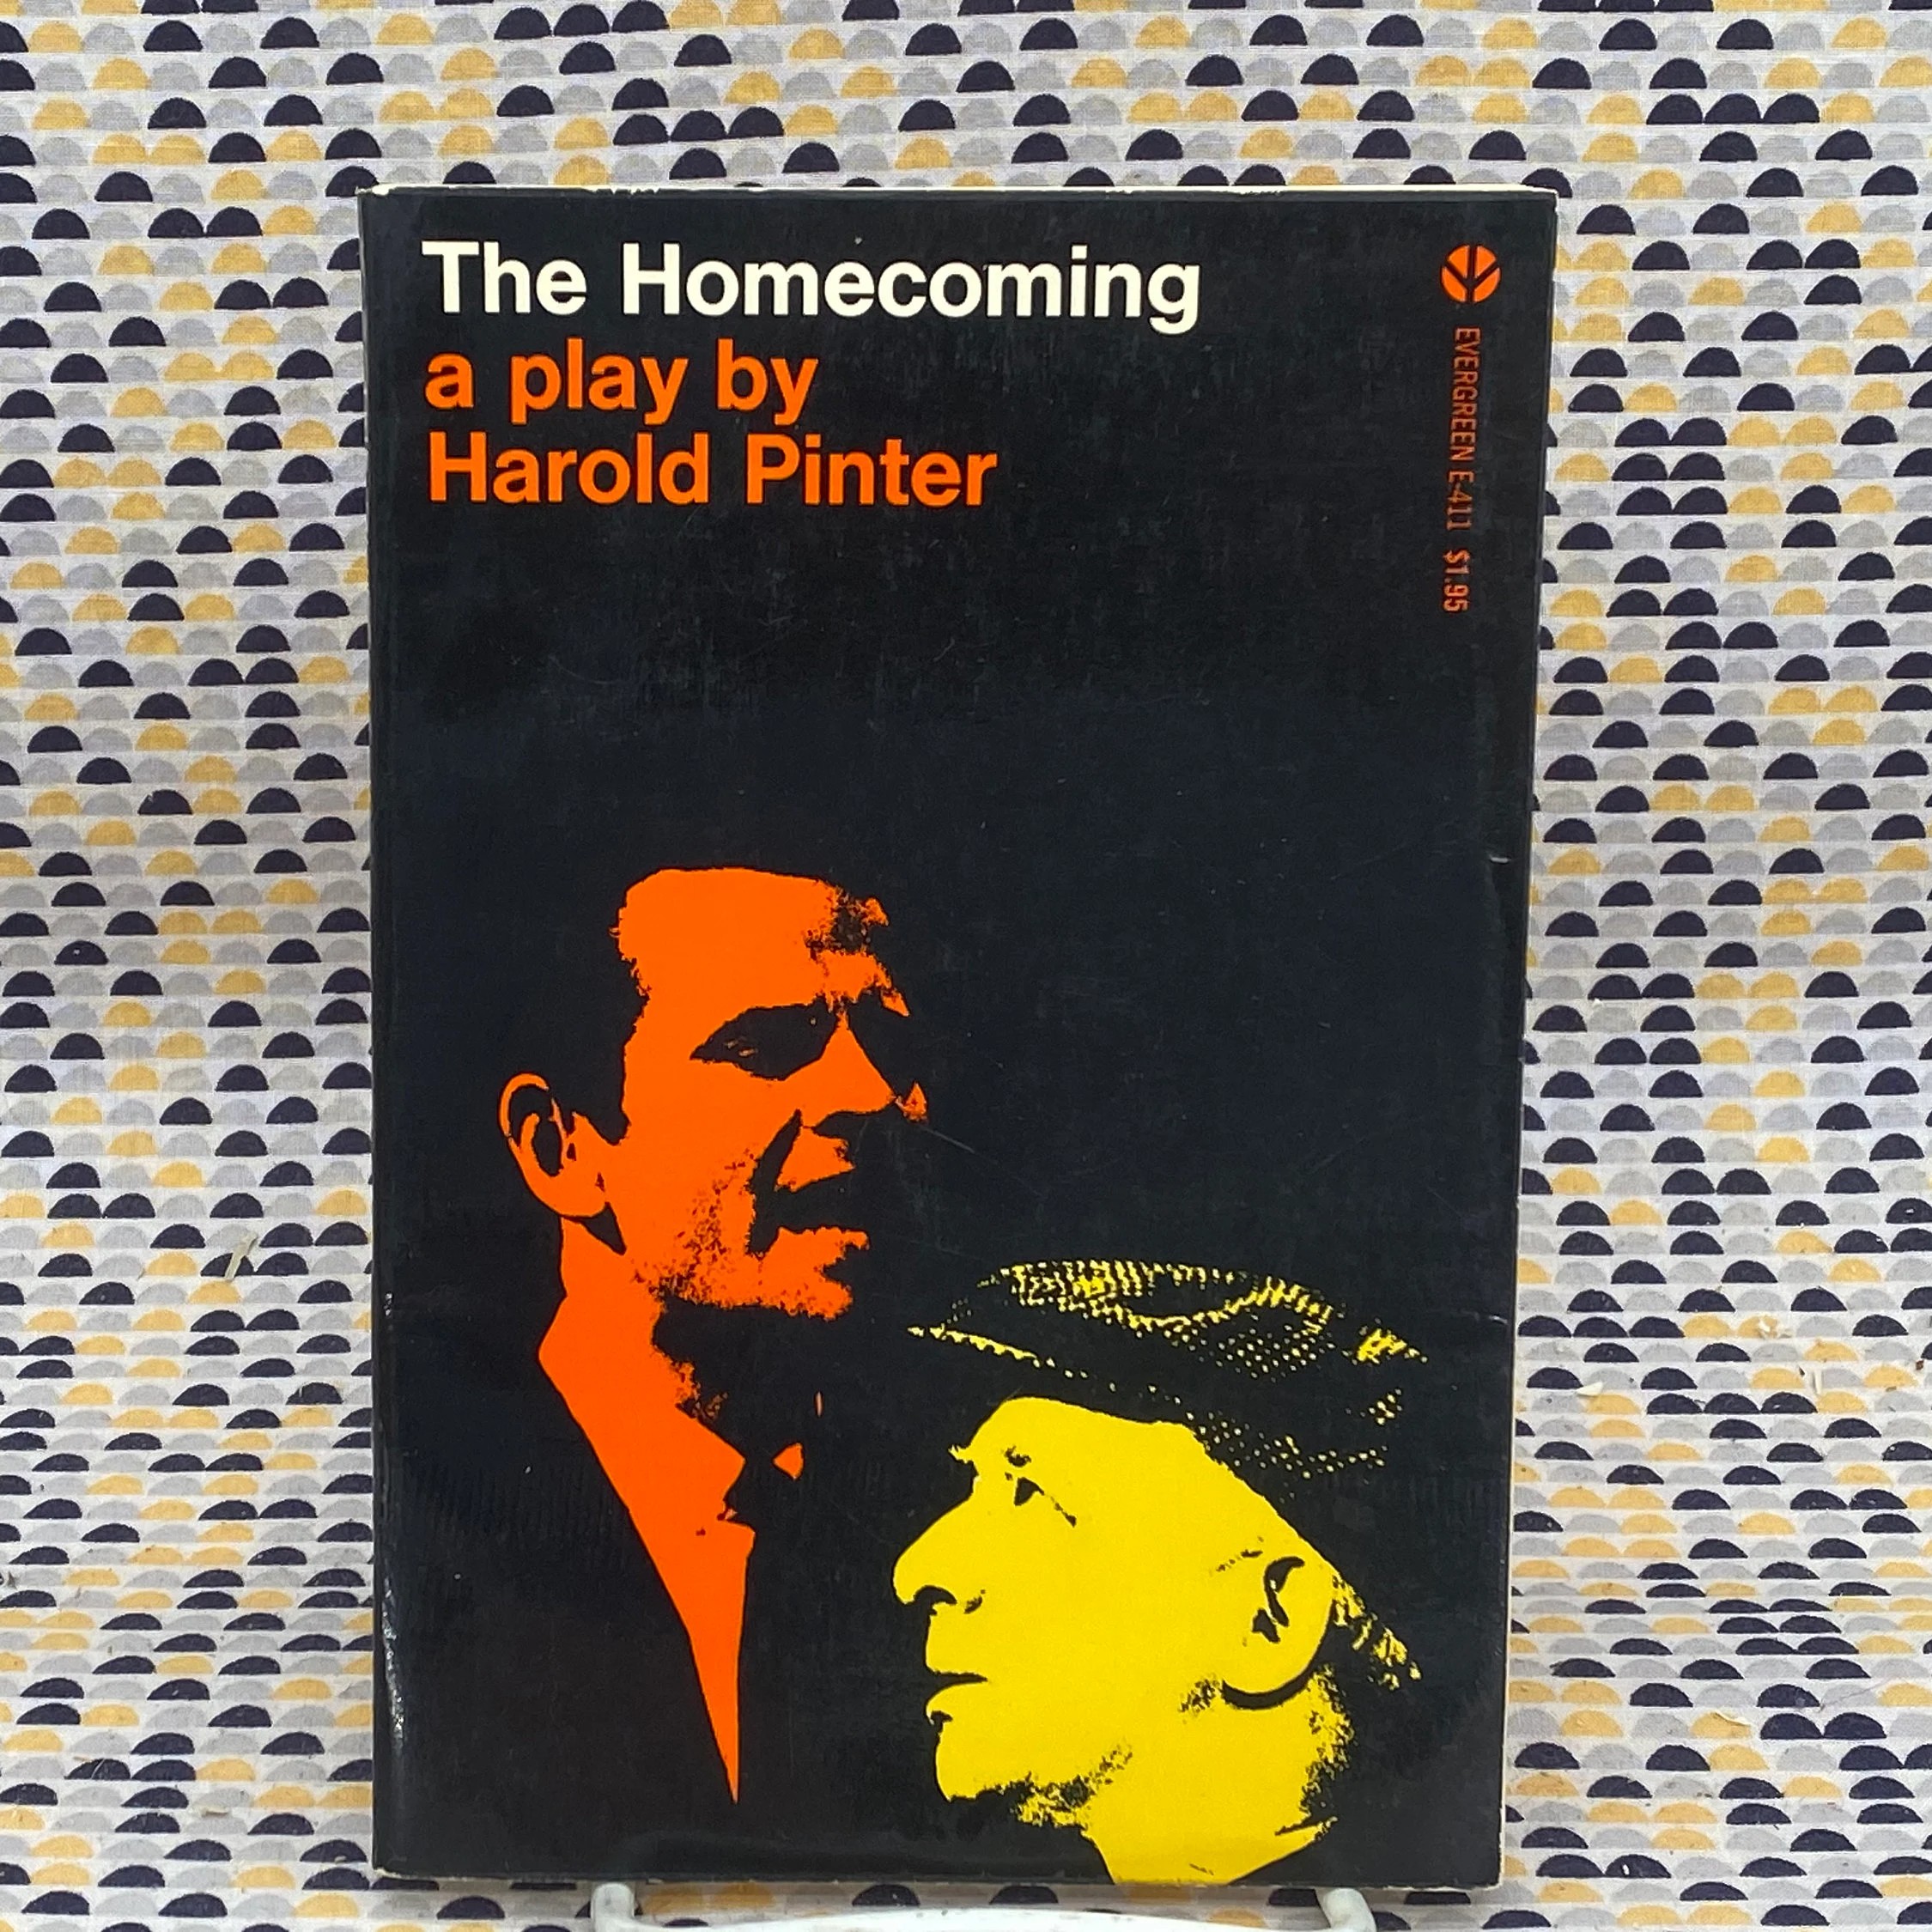 The Homecoming
a play by
Harold Pinter
EVERGREEN E-411 $1.95